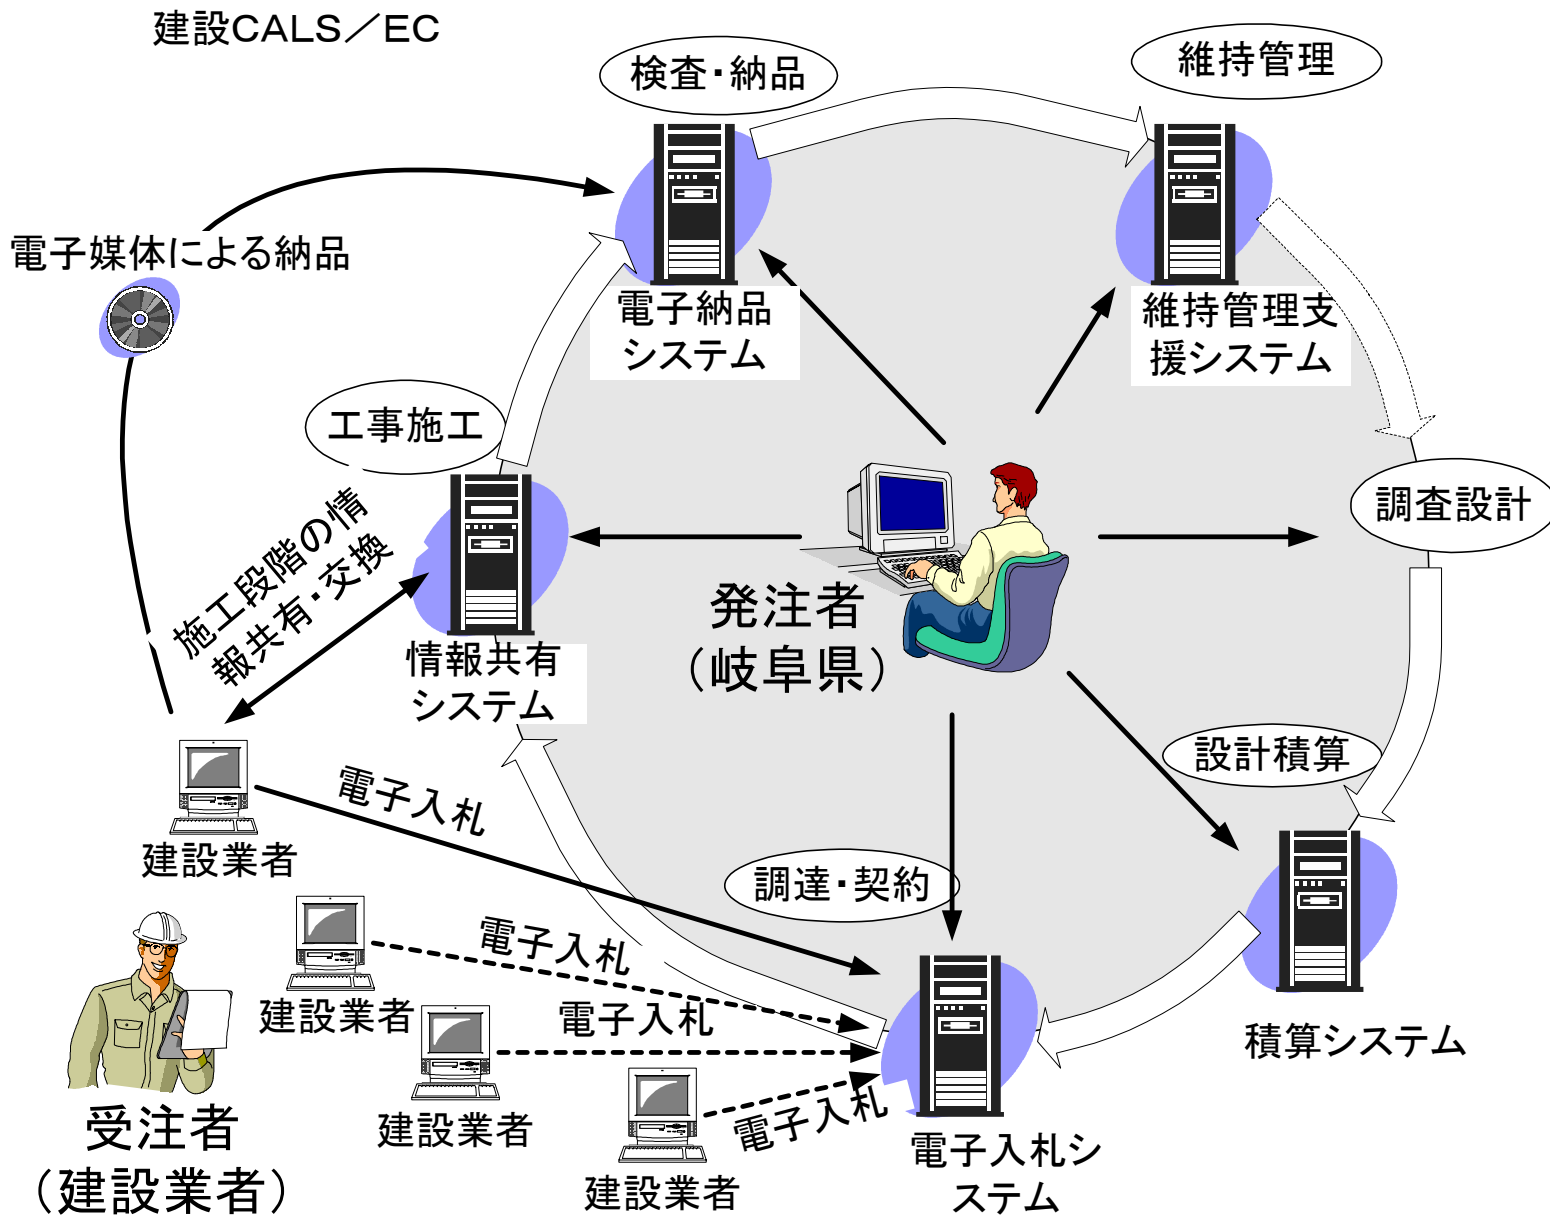 建設CALS／EC
検査・納品
維持管理
電子媒体による納品
電子納品
システム
維持管理支
援システム
工事施工
調査設計
施工段階の情
報共有・交換
発注者
（岐阜県）
情報共有
システム
設計積算
電子入札
建設業者
調達・契約
電子入札
建設業者
電子入札
積算システム
建設業者
電子入札
受注者
（建設業者）
建設業者
電子入札シ
ステム